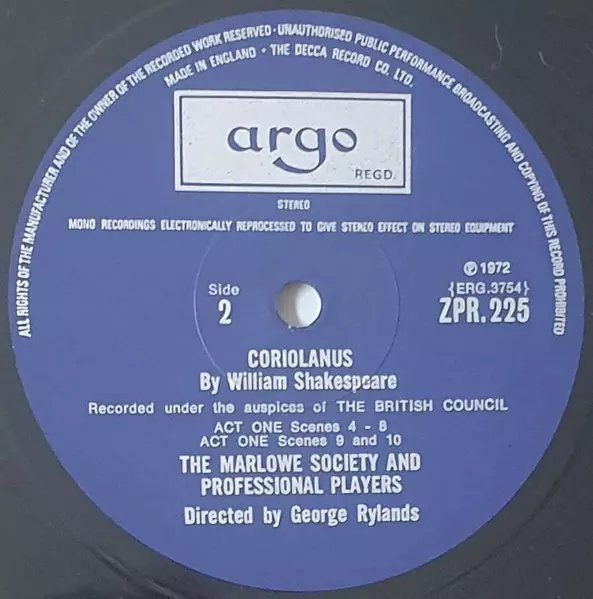 ALL RIGHTS OF THE MANUFACTURER AND OF THE OWNER OF THE RECORDED WORK RESERVED · UNAUTHORISED PUBLIC PERFORMANCE BROADCASTING AND COPYING OF THIS RECORD PROHIBITED
MADE IN ENGLAND · THE DECCA RECORD CO. LTD.
argo
REGD.
STEREO
MONO RECORDINGS ELECTRONICALLY REPROCESSED TO GIVE STEREO EFFECT ON STEREO EQUIPMENT
Side
2
℗ 1972
{ERG.3754}
ZPR.225
CORIOLANUS
By William Shakespeare
Recorded under the auspices of THE BRITISH COUNCIL
ACT ONE Scenes 4 - 8
ACT ONE Scenes 9 and 10
THE MARLOWE SOCIETY AND
PROFESSIONAL PLAYERS
Directed by George Rylands